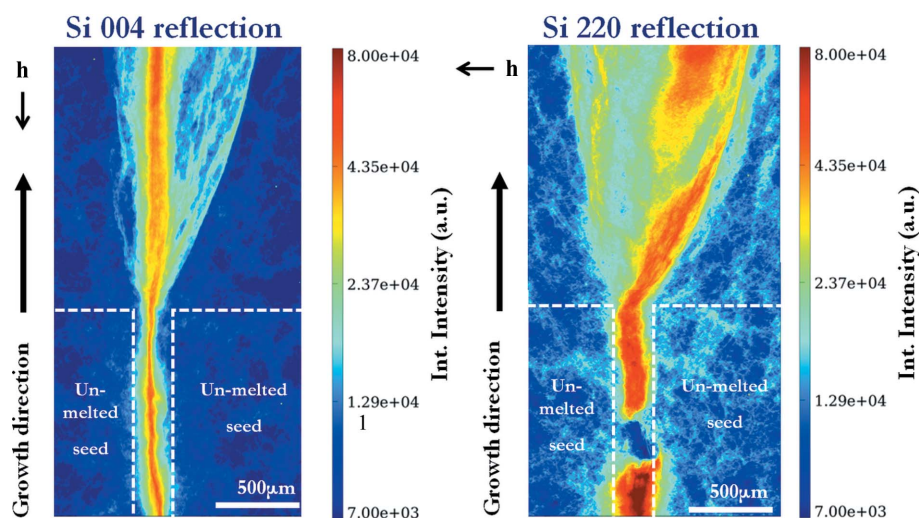 Si 004 reflection
h
Growth direction
Un-
melted
seed
Un-melted
seed
500μm
8.00e+04
4.35e+04
2.37e+04
1.29e+04
1
7.00e+03
Int. Intensity (a.u.)
Si 220 reflection
h
Growth direction
Un-
melted
seed
Un-melted
seed
500μm
8.00e+04
4.35e+04
2.37e+04
1.29e+04
7.00e+03
Int. Intensity (a.u.)